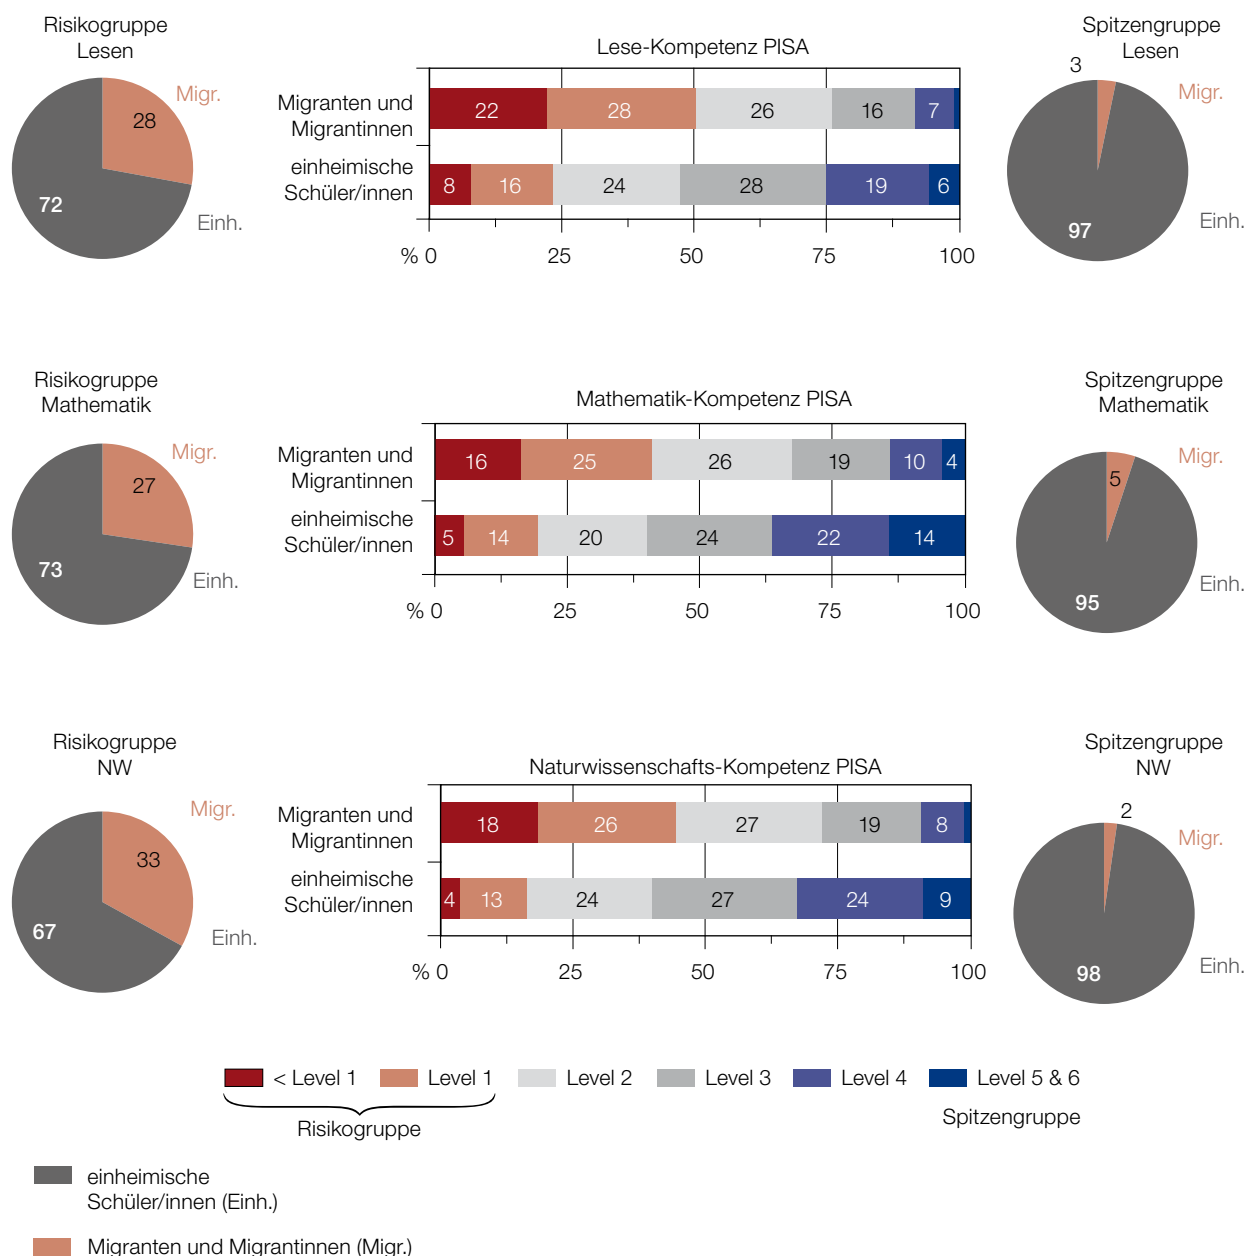 Risikogruppe
Lesen
Migr.
28
72
Einh.
Lese-Kompetenz PISA
Migranten und
Migrantinnen
22 28 26 16 7
einheimische
Schüler/innen
8 16 24 28 19 6
% 0 25 50 75 100
Spitzengruppe
Lesen
3
Migr.
97
Einh.
Risikogruppe
Mathematik
Migr.
27
73
Einh.
Mathematik-Kompetenz PISA
Migranten und
Migrantinnen
16 25 26 19 10 4
einheimische
Schüler/innen
5 14 20 24 22 14
% 0 25 50 75 100
Spitzengruppe
Mathematik
Migr.
5
95
Einh.
Risikogruppe
NW
Migr.
33
67
Einh.
Naturwissenschafts-Kompetenz PISA
Migranten und
Migrantinnen
18 26 27 19 8
einheimische
Schüler/innen
4 13 24 27 24 9
% 0 25 50 75 100
Spitzengruppe
NW
2
Migr.
98
Einh.
< Level 1 Level 1 Level 2 Level 3 Level 4 Level 5 & 6
Risikogruppe
Spitzengruppe
einheimische
Schüler/innen (Einh.)
Migranten und Migrantinnen (Migr.)